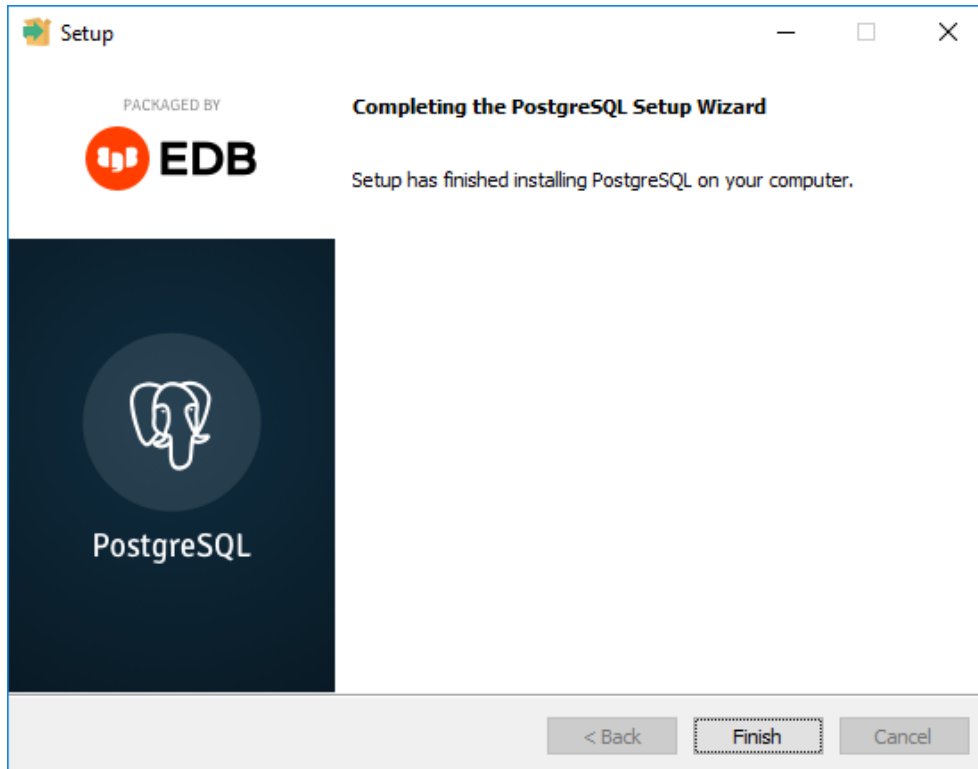 Setup
PACKAGED BY
EDB
Completing the PostgreSQL Setup Wizard
Setup has finished installing PostgreSQL on your computer.
PostgreSQL
< Back
Finish
Cancel